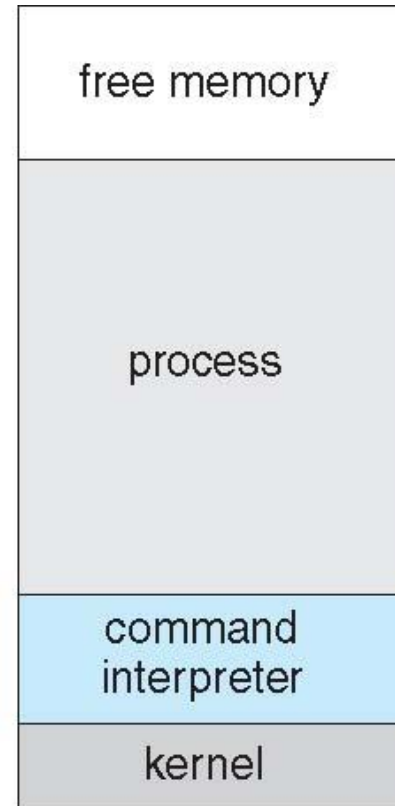 free memory
process
command
interpreter
kernel